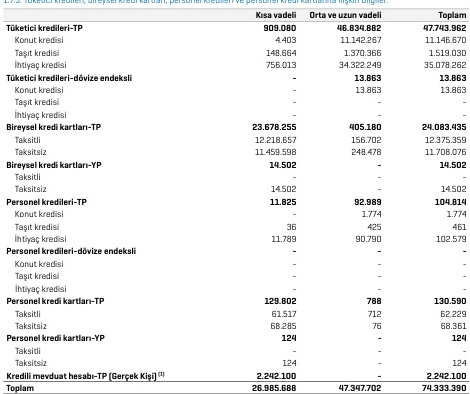 1.7.5. Tüketici kredileri, bireysel kredi kartları, personel kredileri ve personel kredi kartlarına ilişkin bilgiler:
Kısa vadeli Orta ve uzun vadeli Toplam
Tüketici kredileri-TP 909.080 46.834.882 47.743.962
Konut kredisi 4.403 11.142.267 11.146.670
Taşıt kredisi 148.664 1.370.366 1.519.030
İhtiyaç kredisi 756.013 34.322.249 35.078.262
Tüketici kredileri-dövize endeksli - 13.863 13.863
Konut kredisi - 13.863 13.863
Taşıt kredisi - - -
İhtiyaç kredisi - - -
Bireysel kredi kartları-TP 23.678.255 405.180 24.083.435
Taksitli 12.218.657 156.702 12.375.359
Taksitsiz 11.459.598 248.478 11.708.076
Bireysel kredi kartları-YP 14.502 - 14.502
Taksitli - - -
Taksitsiz 14.502 - 14.502
Personel kredileri-TP 11.825 92.989 104.814
Konut kredisi - 1.774 1.774
Taşıt kredisi 36 425 461
İhtiyaç kredisi 11.789 90.790 102.579
Personel kredileri-dövize endeksli - - -
Konut kredisi - - -
Taşıt kredisi - - -
İhtiyaç kredisi - - -
Personel kredi kartları-TP 129.802 788 130.590
Taksitli 61.517 712 62.229
Taksitsiz 68.285 76 68.361
Personel kredi kartları-YP 124 - 124
Taksitli - - -
Taksitsiz 124 - 124
Kredili mevduat hesabı-TP (Gerçek Kişi) (1) 2.242.100 - 2.242.100
Toplam 26.985.688 47.347.702 74.333.390